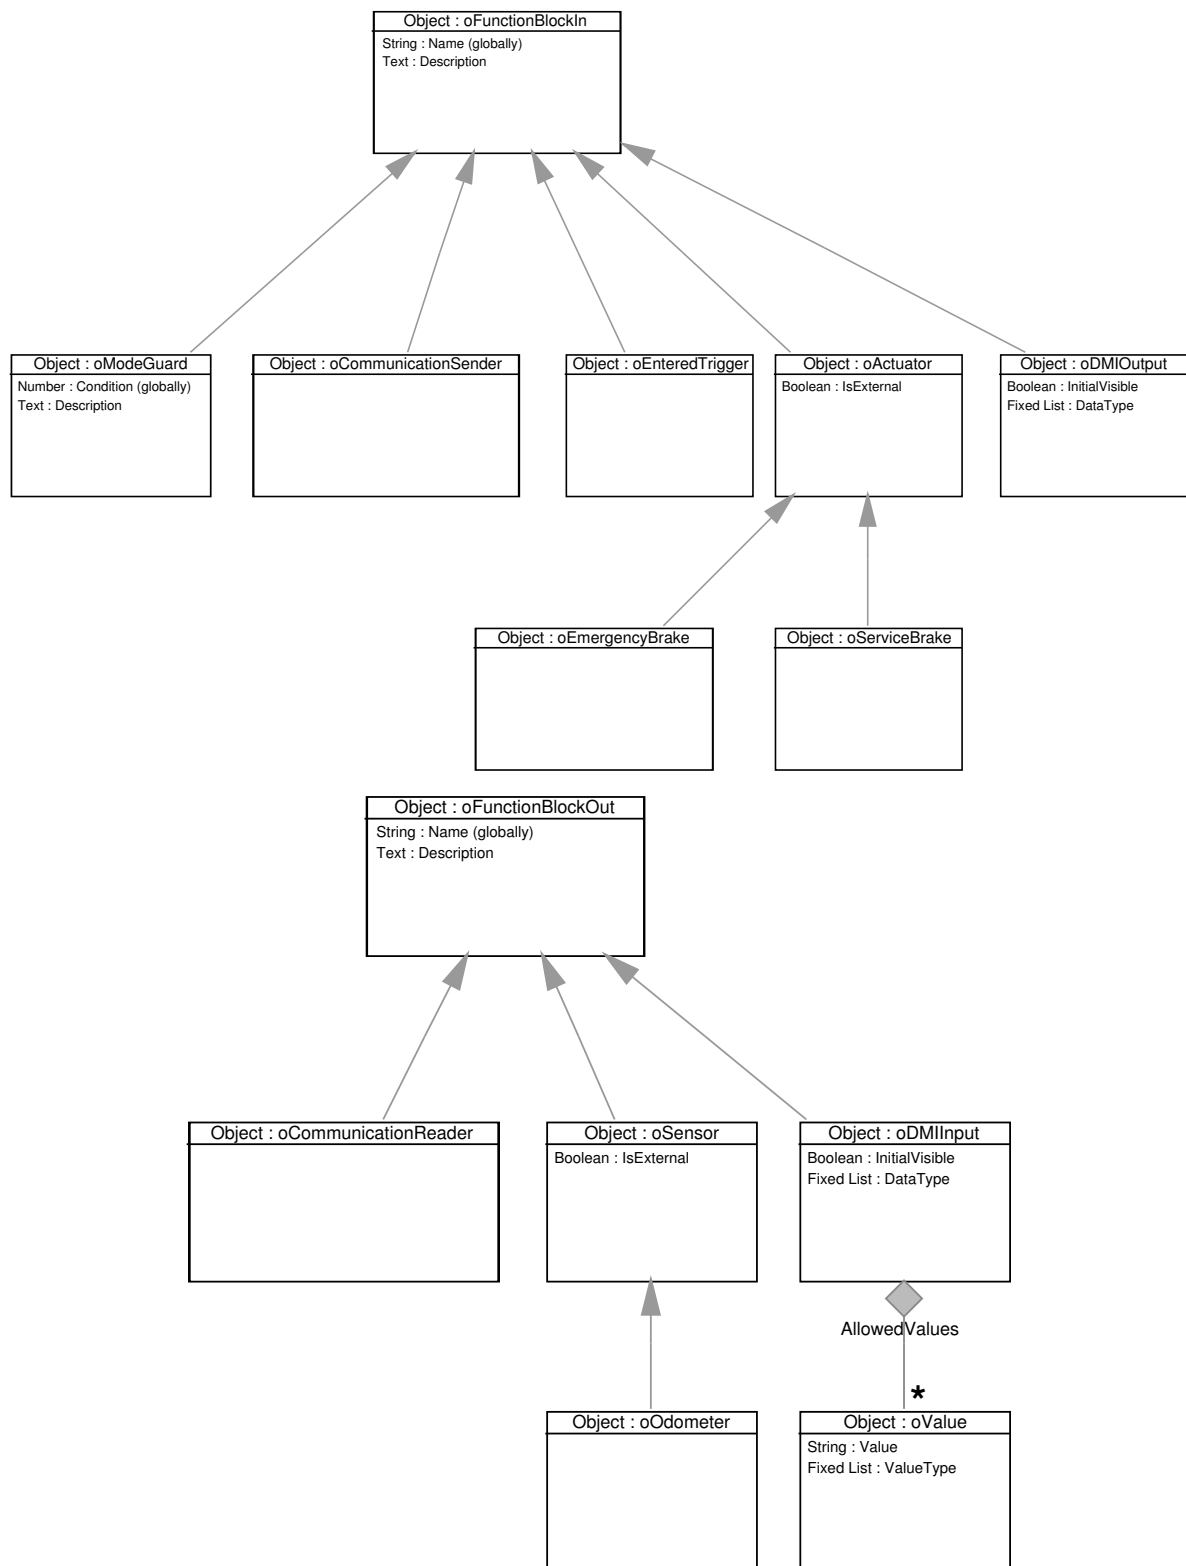 Object : oFunctionBlockIn
String : Name (globally)
Text : Description
Object : oModeGuard
Number : Condition (globally)
Text : Description
Object : oCommunicationSender
Object : oEnteredTrigger
Object : oActuator
Boolean : IsExternal
Object : oDMIOutput
Boolean : InitialVisible
Fixed List : DataType
Object : oEmergencyBrake
Object : oServiceBrake
Object : oFunctionBlockOut
String : Name (globally)
Text : Description
Object : oCommunicationReader
Object : oSensor
Boolean : IsExternal
Object : oDMIInput
Boolean : InitialVisible
Fixed List : DataType
AllowedValues
*
Object : oOdometer
Object : oValue
String : Value
Fixed List : ValueType